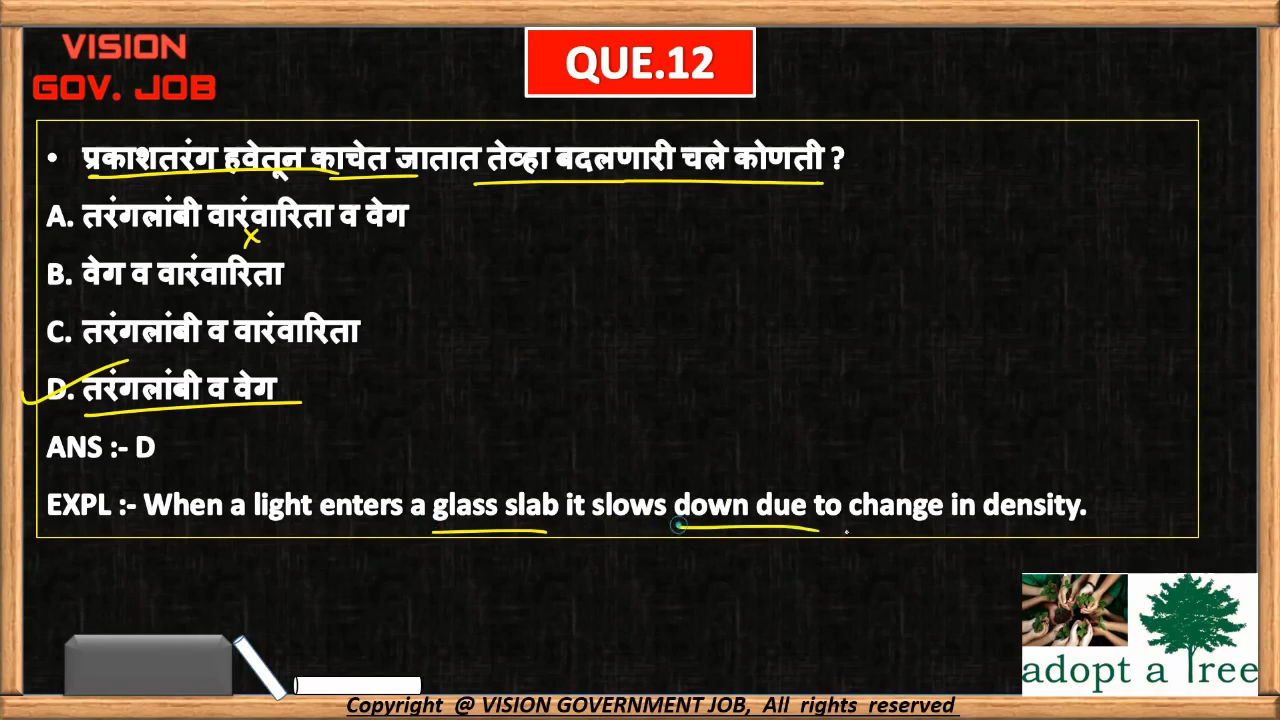 VISION
GOV. JOB
QUE.12
• प्रकाशतरंग हवेतून काचेत जातात तेव्हा बदलणारी चले कोणती ?
A. तरंगलांबी वारंवारिता व वेग
B. वेग व वारंवारिता
C. तरंगलांबी व वारंवारिता
D. तरंगलांबी व वेग
ANS :- D
EXPL :- When a light enters a glass slab it slows down due to change in density.
adopt a Tree
Copyright @ VISION GOVERNMENT JOB, All rights reserved